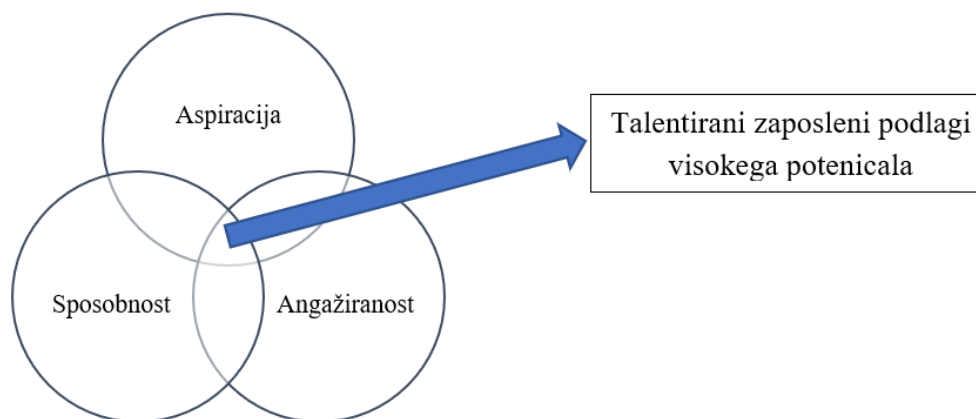 Aspiracija
Talentirani zaposleni podlagi
visokega potenicala
Sposobnost
Angažiranost